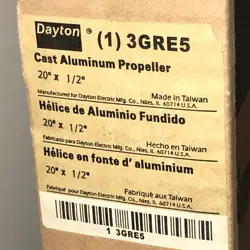 Dayton ® (1) 3GRE5
Cast Aluminum Propeller
20" x 1/2"
Made in Taiwan
Manufactured for Dayton Electric Mfg. Co., Niles, IL 60714 U.S.A.
Hélice de Aluminio Fundido
20" x 1/2"
Hecho en Taiwan
Fabricado para Dayton Electric Mfg. Co., Niles, IL 60714 U.S.A.
Hélice en fonte d' aluminium
20" x 1/2"
Fabriqué aux Taiwan
Fabriqué pour Dayton Electric Mfg. Co., Niles, IL 60714 U.S.A.
1 3GRE5